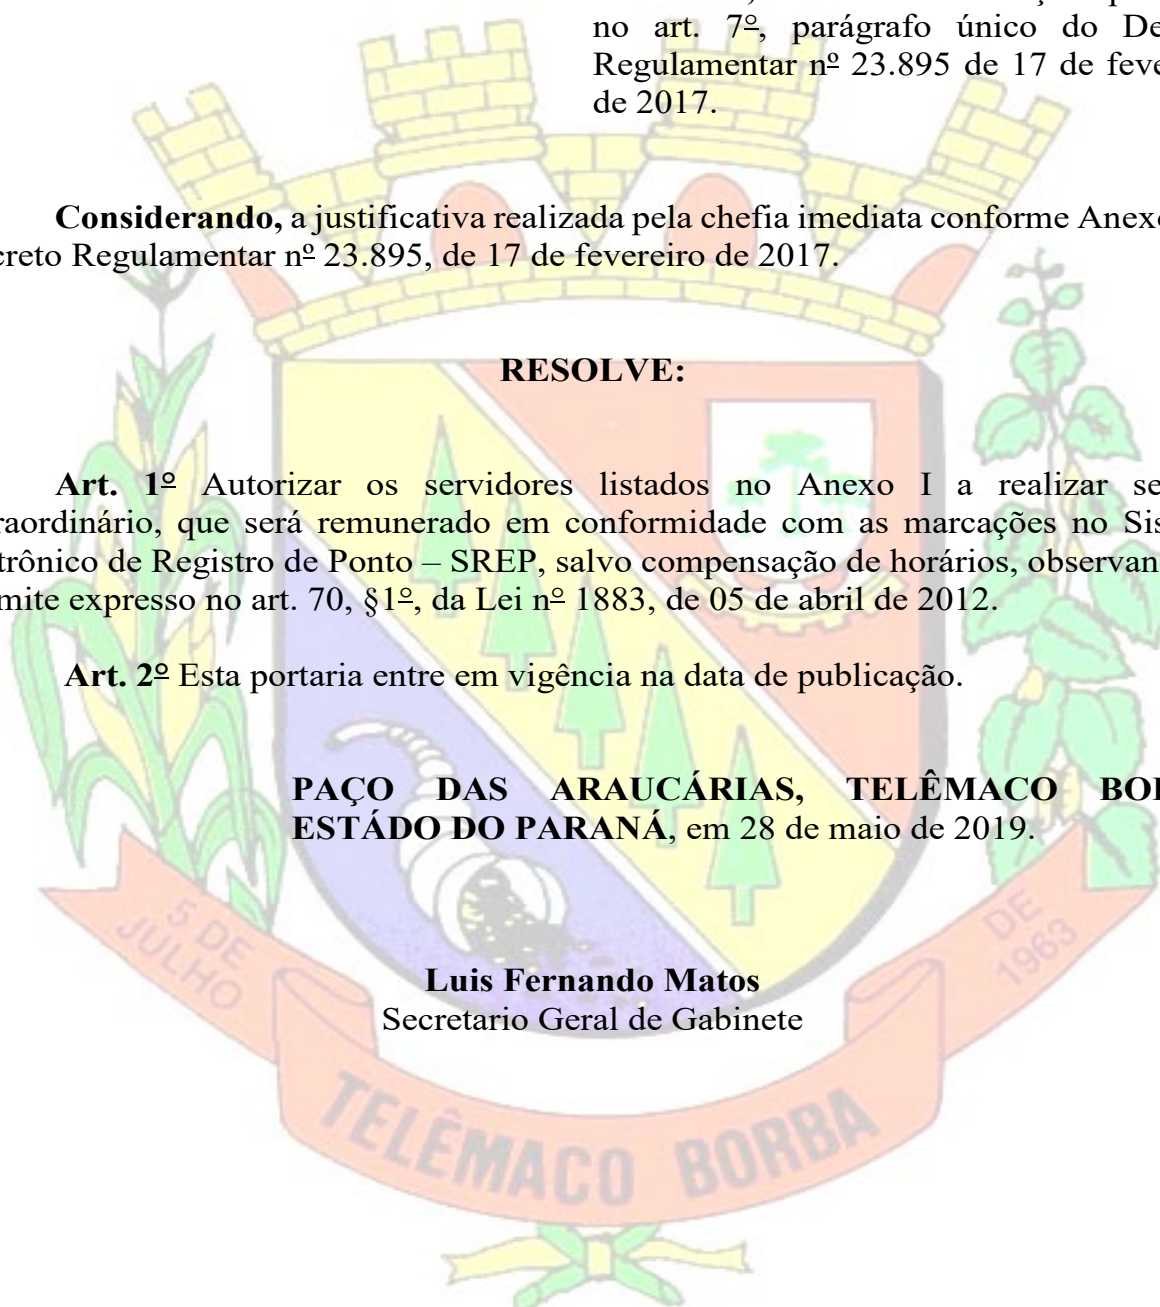 no art. 7º, parágrafo único do De
Regulamentar nº 23.895 de 17 de feve
de 2017.
Considerando, a justificativa realizada pela chefia imediata conforme Anexo
creto Regulamentar nº 23.895, de 17 de fevereiro de 2017.
RESOLVE:
Art. 1º Autorizar os servidores listados no Anexo I a realizar se
raordinário, que será remunerado em conformidade com as marcações no Sis
trônico de Registro de Ponto – SREP, salvo compensação de horários, observan
mite expresso no art. 70, §1º, da Lei nº 1883, de 05 de abril de 2012.
Art. 2º Esta portaria entre em vigência na data de publicação.
PAÇO DAS ARAUCÁRIAS, TELÊMACO BOR
ESTÁDO DO PARANÁ, em 28 de maio de 2019.
5 DE
JULHO
DE
1963
Luis Fernando Matos
Secretario Geral de Gabinete
TELÊMACO BORBA